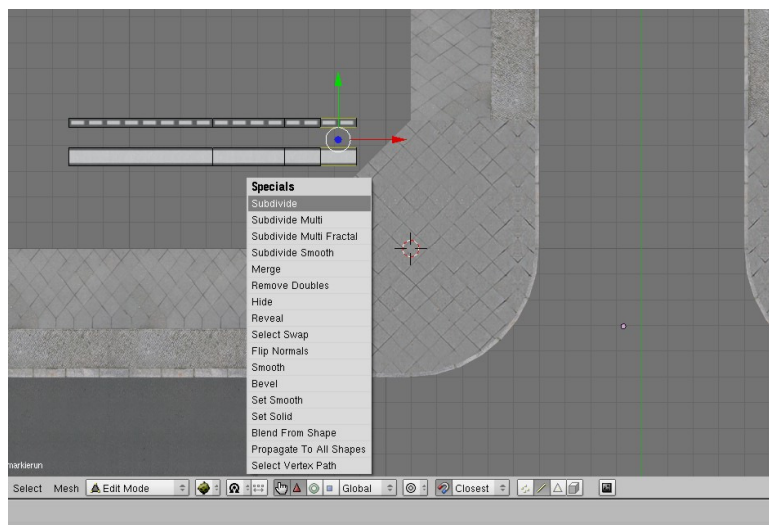 Specials
Subdivide
Subdivide Multi
Subdivide Multi Fractal
Subdivide Smooth
Merge
Remove Doubles
Hide
Reveal
Select Swap
Flip Normals
Smooth
Bevel
Set Smooth
Set Solid
Blend From Shape
Propagate To All Shapes
Select Vertex Path
markierun
Select Mesh Edit Mode Global Closest